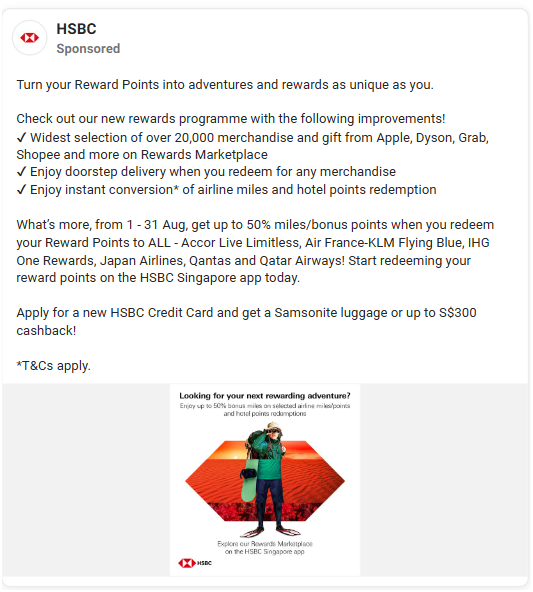 HSBC
Sponsored
Turn your Reward Points into adventures and rewards as unique as you.
Check out our new rewards programme with the following improvements!
✓ Widest selection of over 20,000 merchandise and gift from Apple, Dyson, Grab,
Shopee and more on Rewards Marketplace
✓ Enjoy doorstep delivery when you redeem for any merchandise
✓ Enjoy instant conversion* of airline miles and hotel points redemption
What's more, from 1 - 31 Aug, get up to 50% miles/bonus points when you redeem
your Reward Points to ALL - Accor Live Limitless, Air France-KLM Flying Blue, IHG
One Rewards, Japan Airlines, Qantas and Qatar Airways! Start redeeming your
reward points on the HSBC Singapore app today.
Apply for a new HSBC Credit Card and get a Samsonite luggage or up to S$300
cashback!
*T&Cs apply.
Looking for your next rewarding adventure?
Enjoy up to 50% bonus miles on selected airline miles/points
and hotel points redemptions
Explore our Rewards Marketplace
on the HSBC Singapore app
HSBC